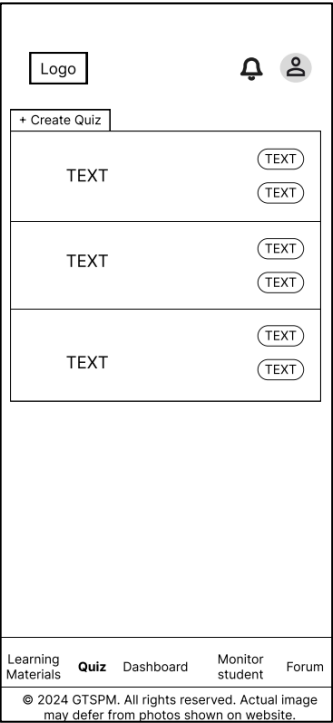 Logo
+ Create Quiz
TEXT
TEXT
TEXT
TEXT
TEXT
TEXT
TEXT
TEXT
TEXT
Learning
Materials
Quiz
Dashboard
Monitor
student
Forum
© 2024 GTSPM. All rights reserved. Actual image
may defer from photos shown on website.